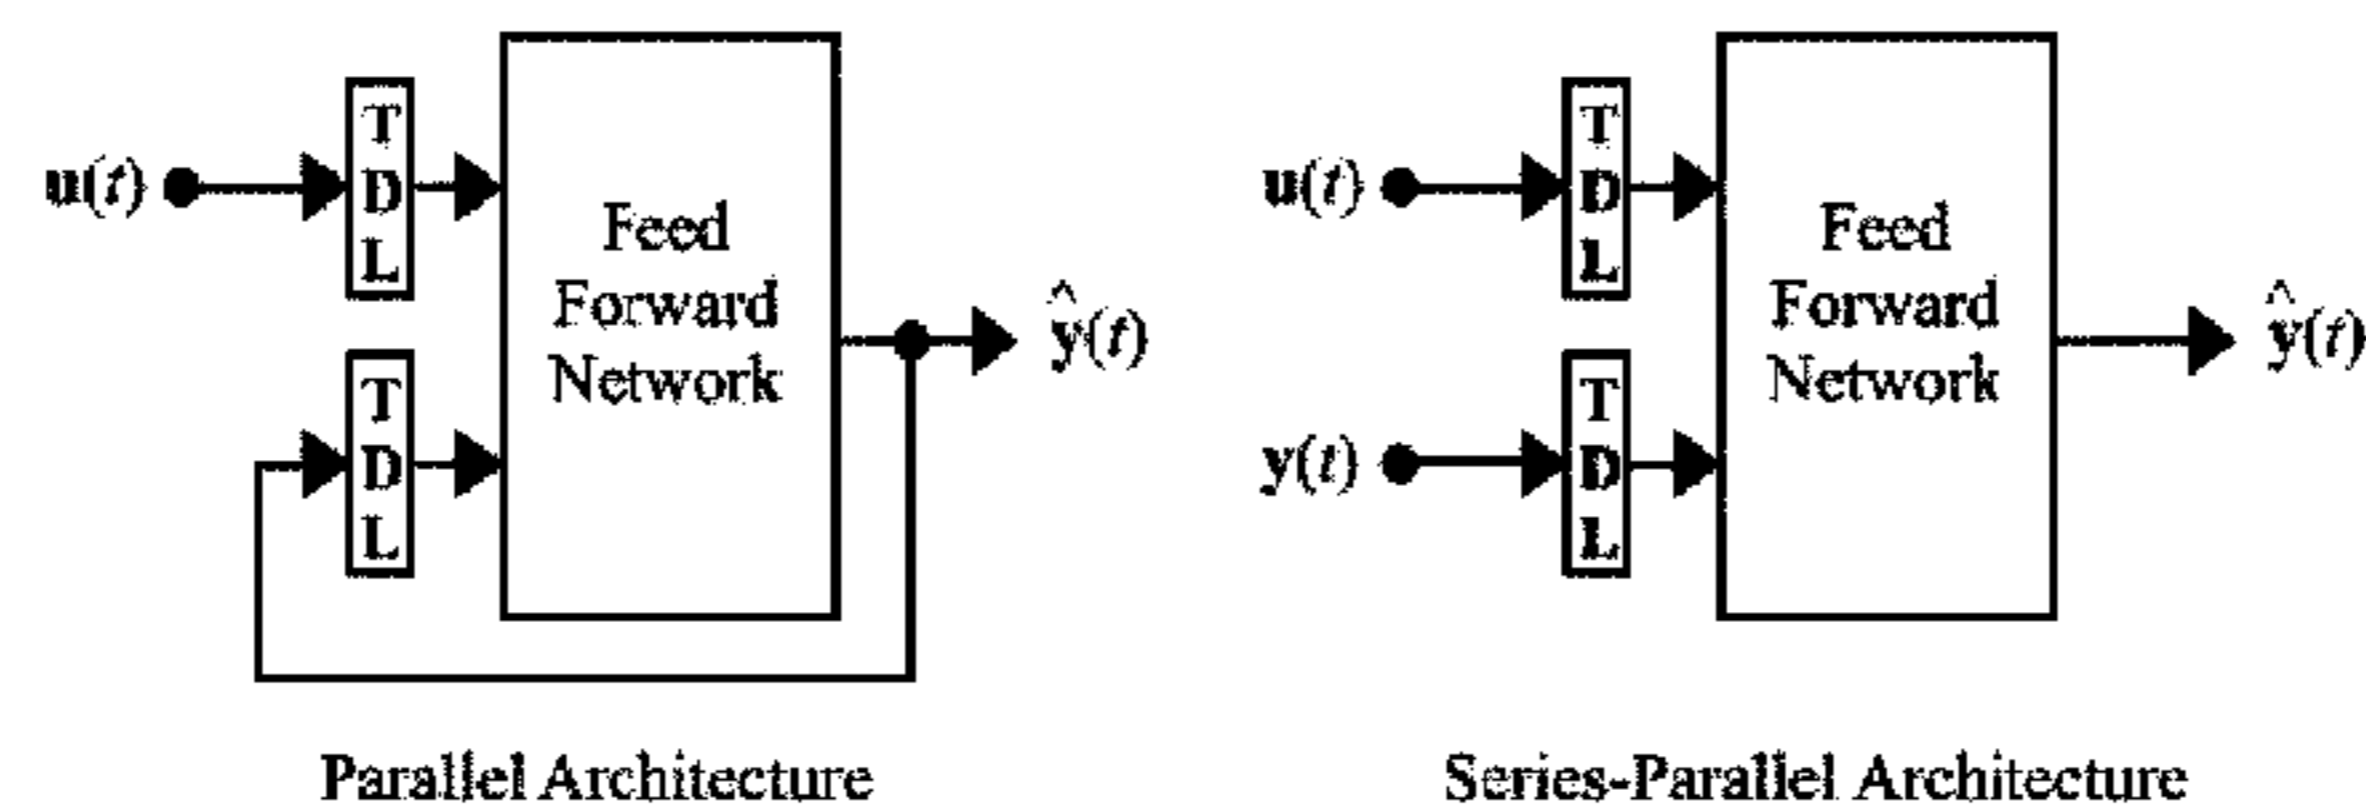 u(t)
T
D
L
T
D
L
Feed
Forward
Network
ŷ(t)
Parallel Architecture
u(t)
y(t)
T
D
L
T
D
L
Feed
Forward
Network
ŷ(t)
Series-Parallel Architecture